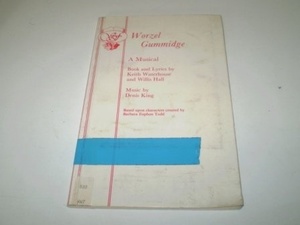 Worzel
Gummidge
A Musical
Book and Lyrics by
Keith Waterhouse
and Willis Hall
Music by
Denis King
Based upon characters created by
Barbara Euphan Todd